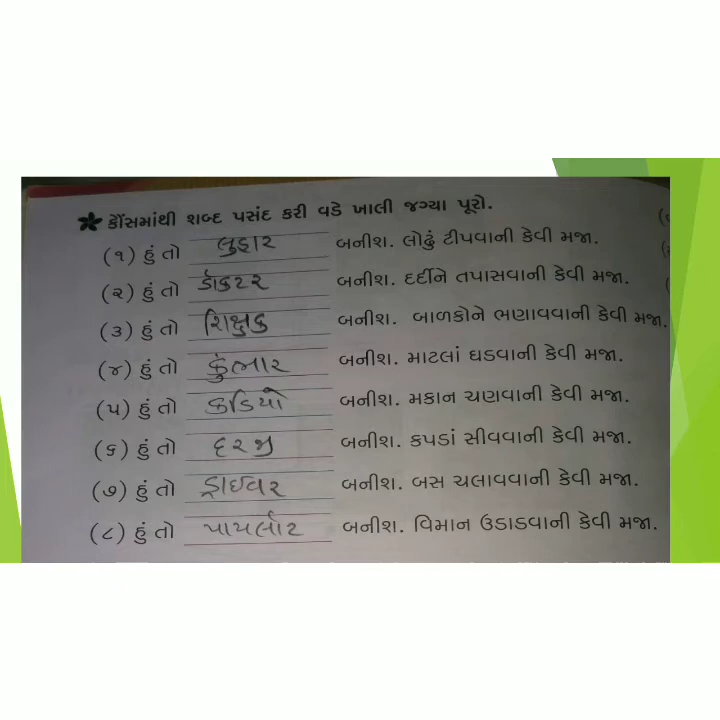 * કૌંસમાંથી શબ્દ પસંદ કરી વડે ખાલી જગ્યા પૂરો.
(૧) હું તો લુહાર બનીશ. લોઢું ટીપવાની કેવી મજા.
(૨) હું તો ડૉકટર બનીશ. દર્દીને તપાસવાની કેવી મજા.
(૩) હું તો શિક્ષક બનીશ. બાળકોને ભણાવવાની કેવી મજા.
(૪) હું તો કુંભાર બનીશ. માટલાં ઘડવાની કેવી મજા.
(૫) હું તો કડિયો બનીશ. મકાન ચણવાની કેવી મજા.
(૬) હું તો દરજી બનીશ. કપડાં સીવવાની કેવી મજા.
(૭) હું તો ડ્રાઈવર બનીશ. બસ ચલાવવાની કેવી મજા.
(૮) હું તો પાયલોટ બનીશ. વિમાન ઉડાડવાની કેવી મજા.